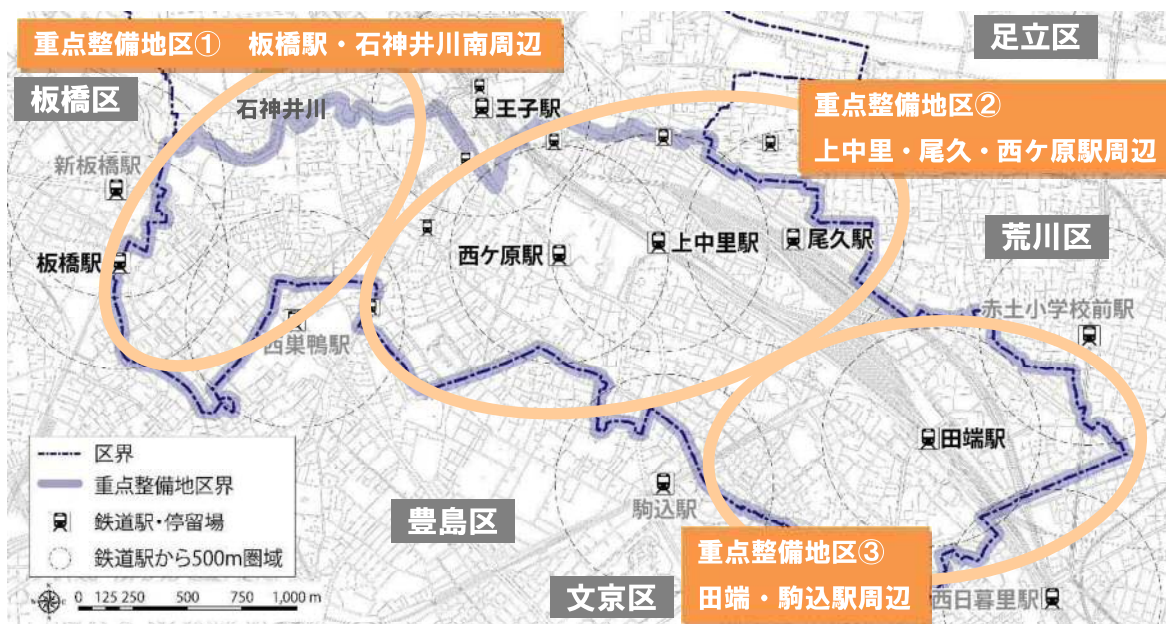 重点整備地区① 板橋駅・石神井川南周辺
足立区
板橋区
石神井川
王子駅
重点整備地区②
上中里・尾久・西ケ原駅周辺
新板橋駅
板橋駅
西ケ原駅
上中里駅
尾久駅
荒川区
赤土小学校前駅
西巣鴨駅
田端駅
駒込駅
豊島区
文京区
重点整備地区③
田端・駒込駅周辺
西日暮里駅
区界
重点整備地区界
鉄道駅・停留場
鉄道駅から500m圏域
0 125 250 500 750 1,000 m